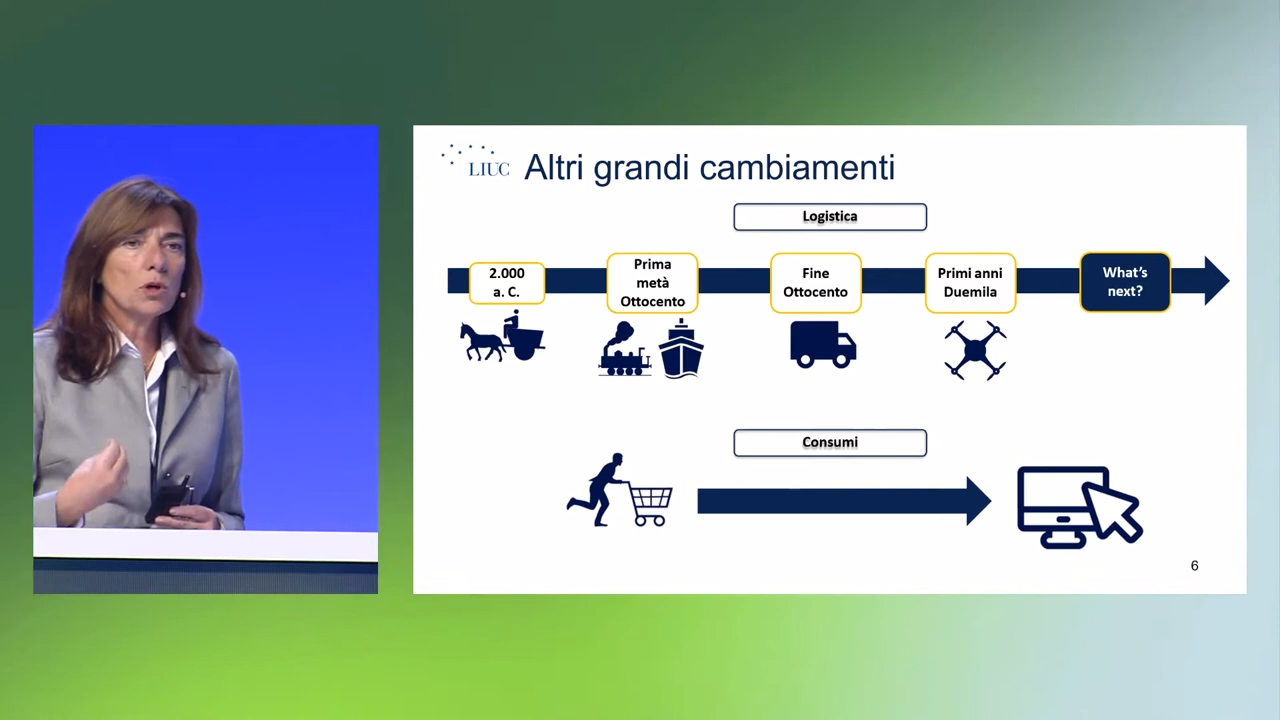 LIUC
Altri grandi cambiamenti
Logistica
2.000
a. C.
Prima
metà
Ottocento
Fine
Ottocento
Primi anni
Duemila
What's
next?
Consumi
6